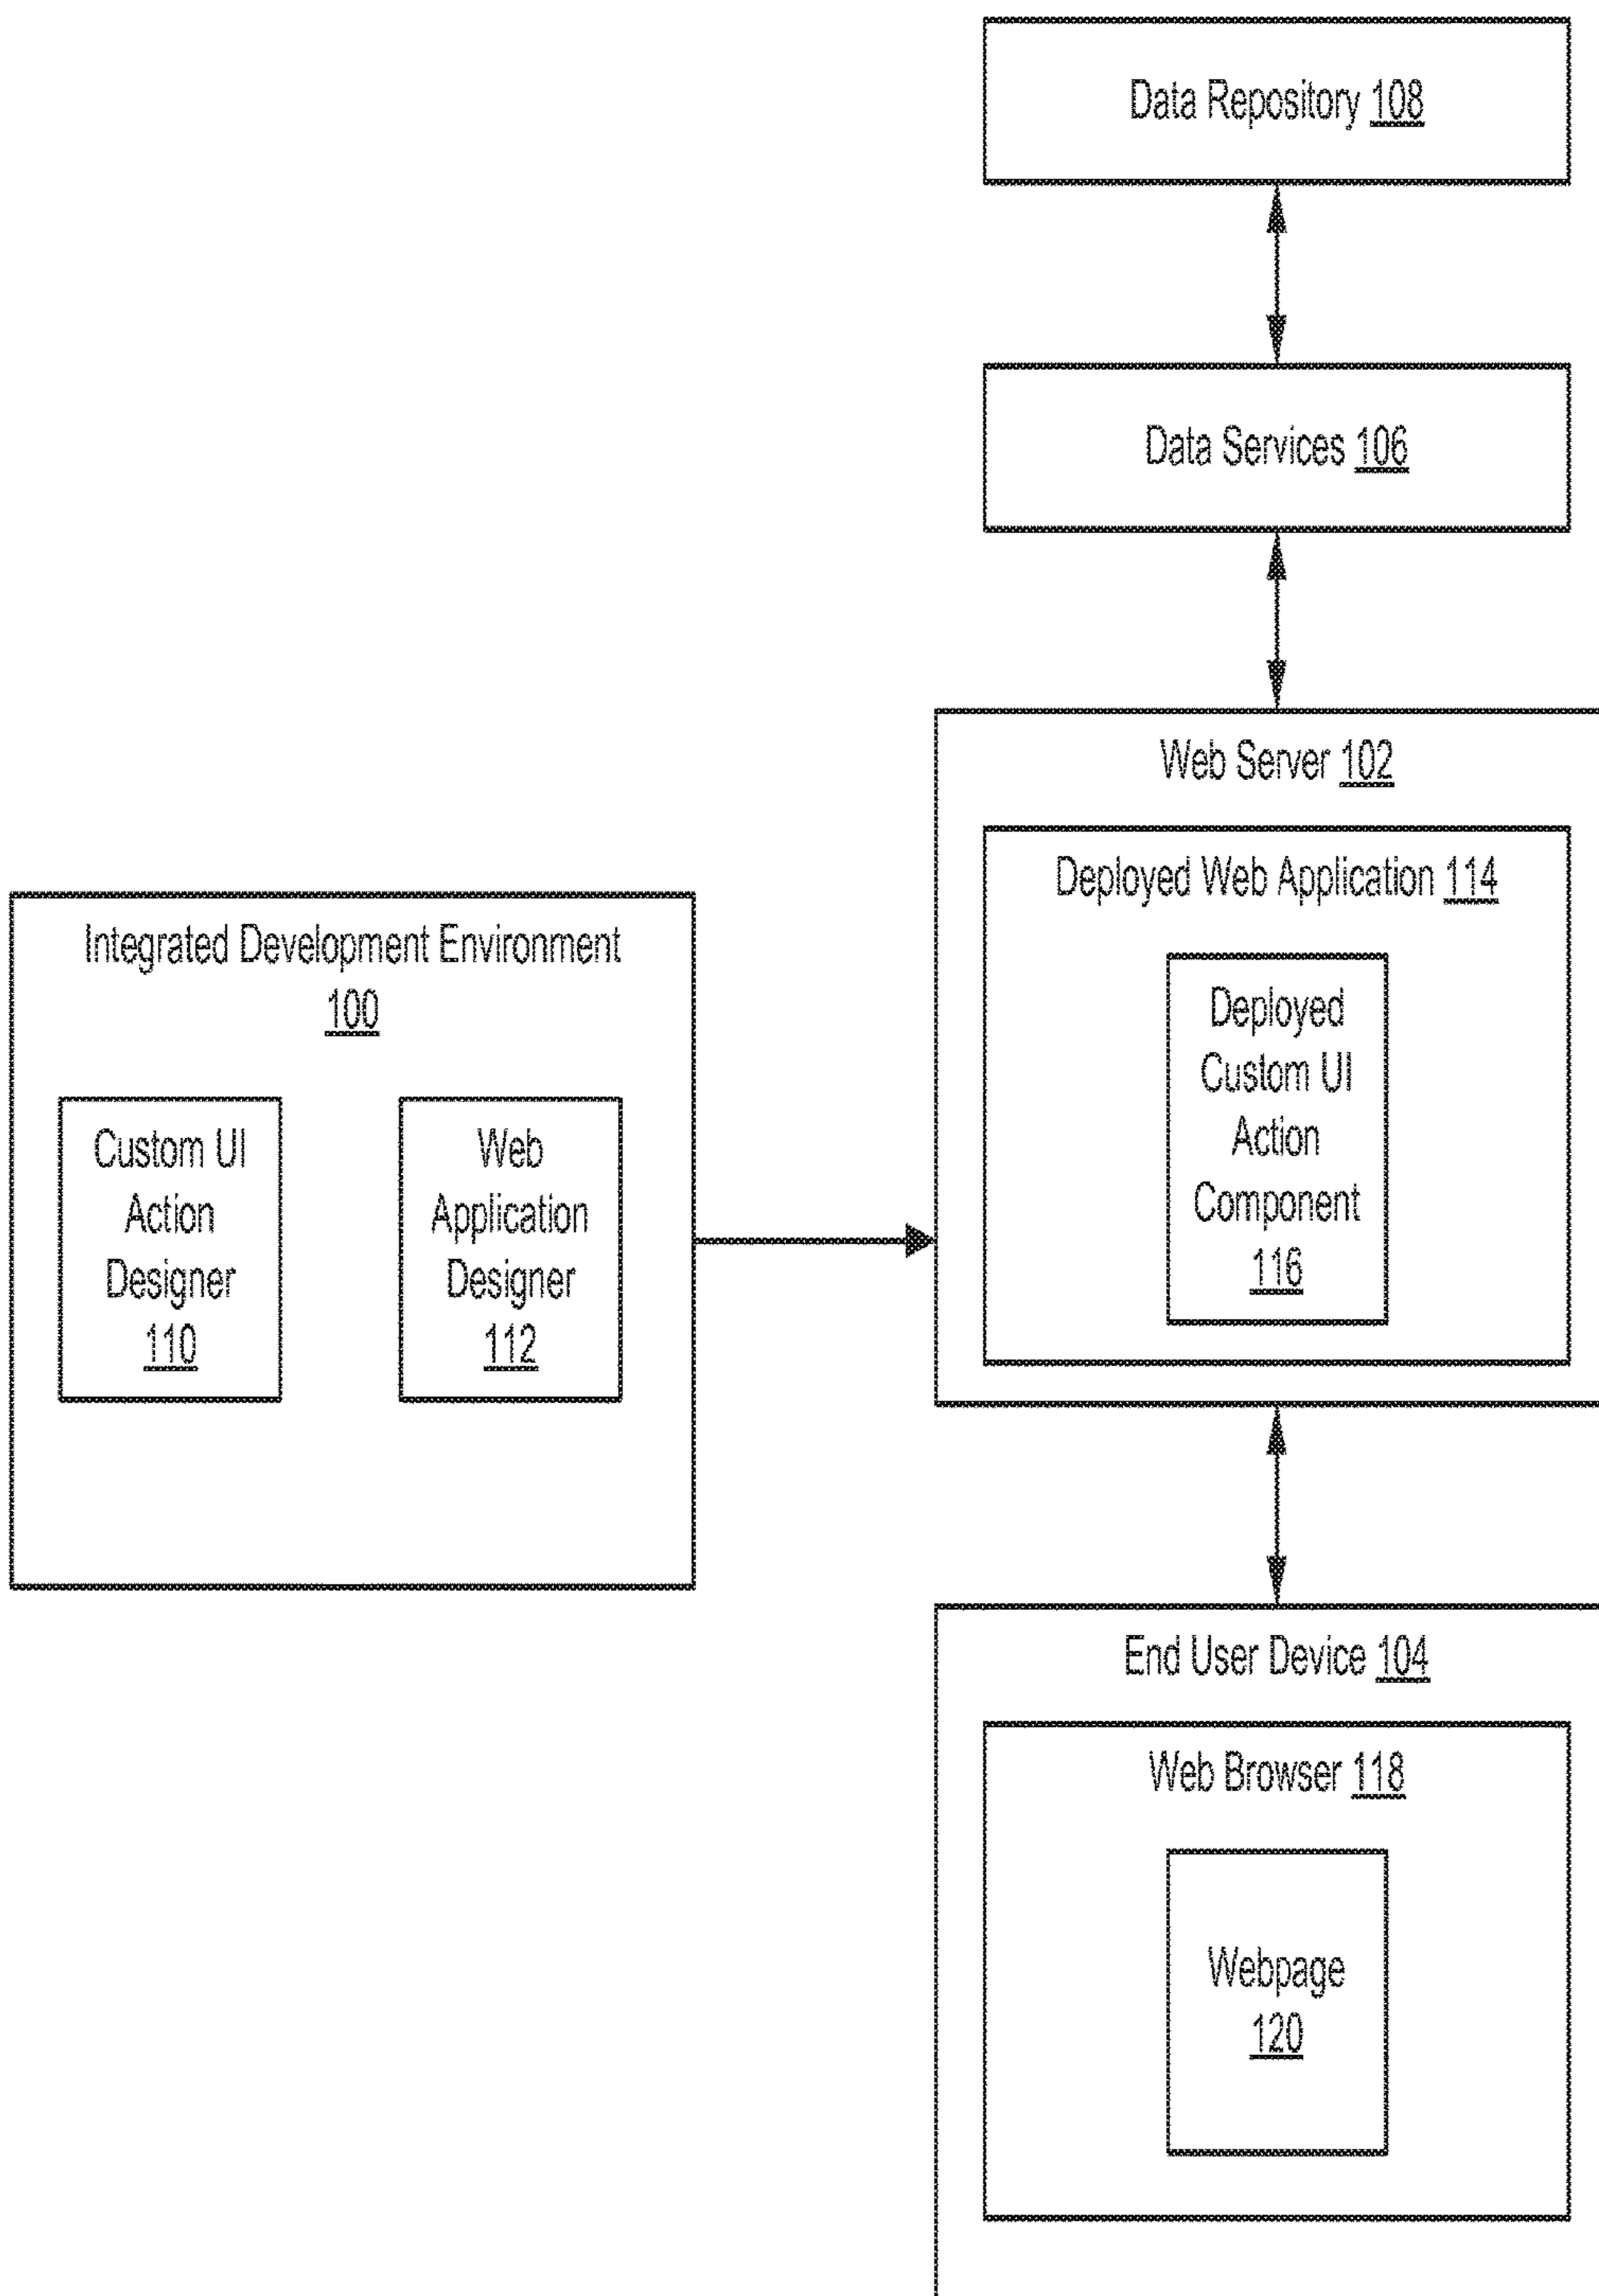 Data Repository 108
Data Services 106
Web Server 102
Deployed Web Application 114
Deployed
Custom UI
Action
Component
116
Integrated Development Environment
100
Custom UI
Action
Designer
110
Web
Application
Designer
112
End User Device 104
Web Browser 118
Webpage
120